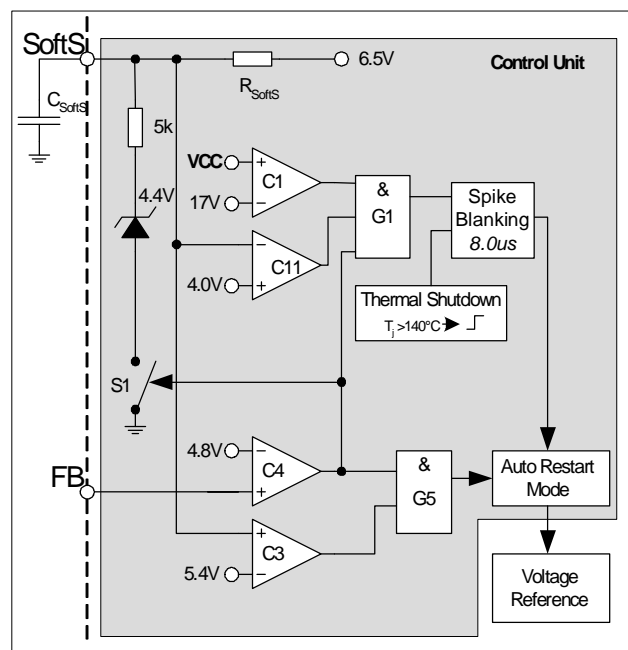 SoftS
6.5V
Control Unit
R SoftS
C SoftS
5k
VCC
+
C1
&
Spike
Blanking
8.0us
4.4V
17V
−
G1
−
C11
4.0V
+
Thermal Shutdown
Tj >140°C
S1
4.8V
−
C4
&
FB
+
G5
Auto Restart
Mode
+
C3
5.4V
−
Voltage
Reference